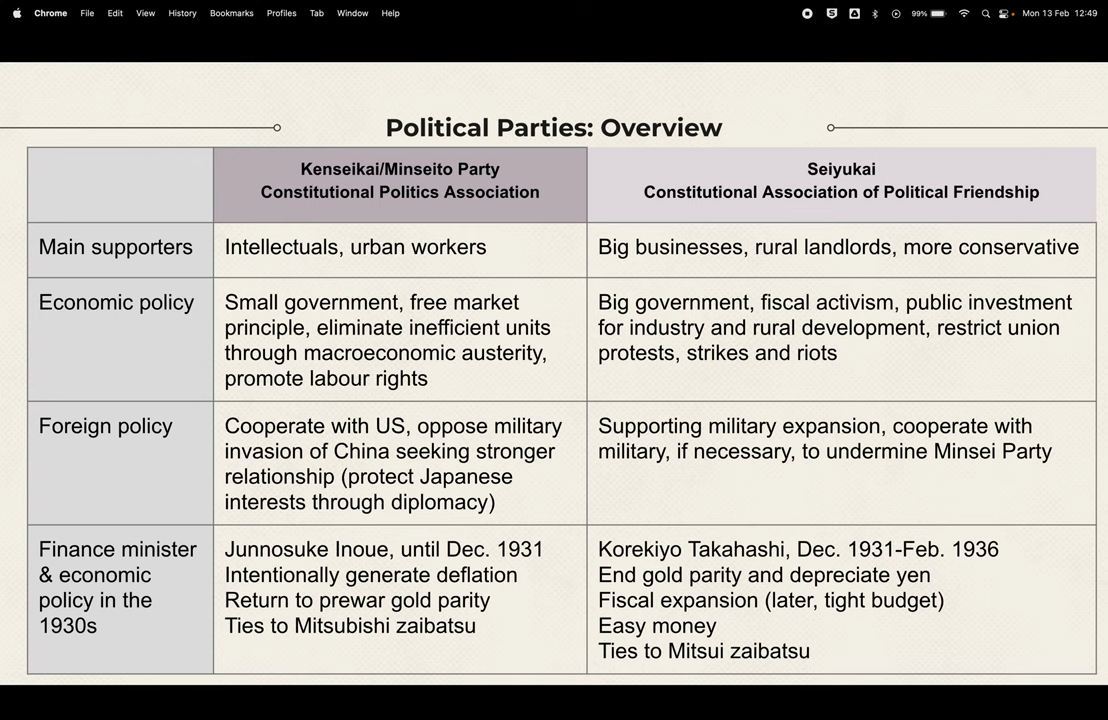 Chrome File Edit View History Bookmarks Profiles Tab Window Help 99% Mon 13 Feb 12:49
Political Parties: Overview
Kenseikai/Minseito Party
Constitutional Politics Association
Seiyukai
Constitutional Association of Political Friendship
Main supporters
Intellectuals, urban workers
Big businesses, rural landlords, more conservative
Economic policy
Small government, free market
principle, eliminate inefficient units
through macroeconomic austerity,
promote labour rights
Big government, fiscal activism, public investment
for industry and rural development, restrict union
protests, strikes and riots
Foreign policy
Cooperate with US, oppose military
invasion of China seeking stronger
relationship (protect Japanese
interests through diplomacy)
Supporting military expansion, cooperate with
military, if necessary, to undermine Minsei Party
Finance minister
& economic
policy in the
1930s
Junnosuke Inoue, until Dec. 1931
Intentionally generate deflation
Return to prewar gold parity
Ties to Mitsubishi zaibatsu
Korekiyo Takahashi, Dec. 1931-Feb. 1936
End gold parity and depreciate yen
Fiscal expansion (later, tight budget)
Easy money
Ties to Mitsui zaibatsu